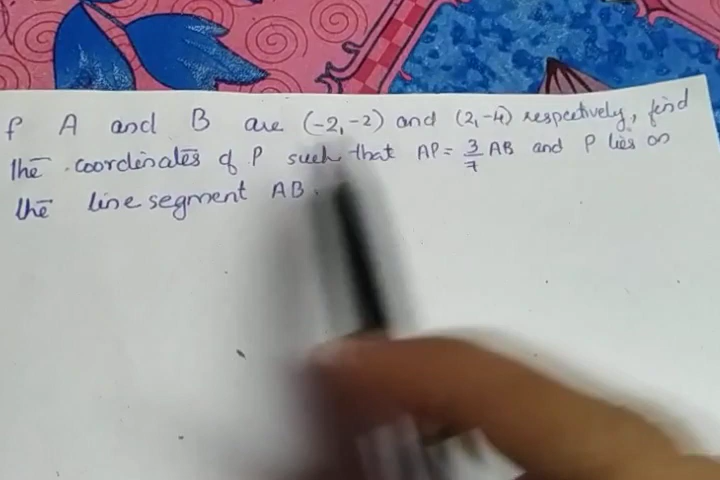 f A and B are (-2,-2) and (2,-4) respectively, find
the coordinates of P such that AP = 3/7 AB and P lies on
the line segment AB.